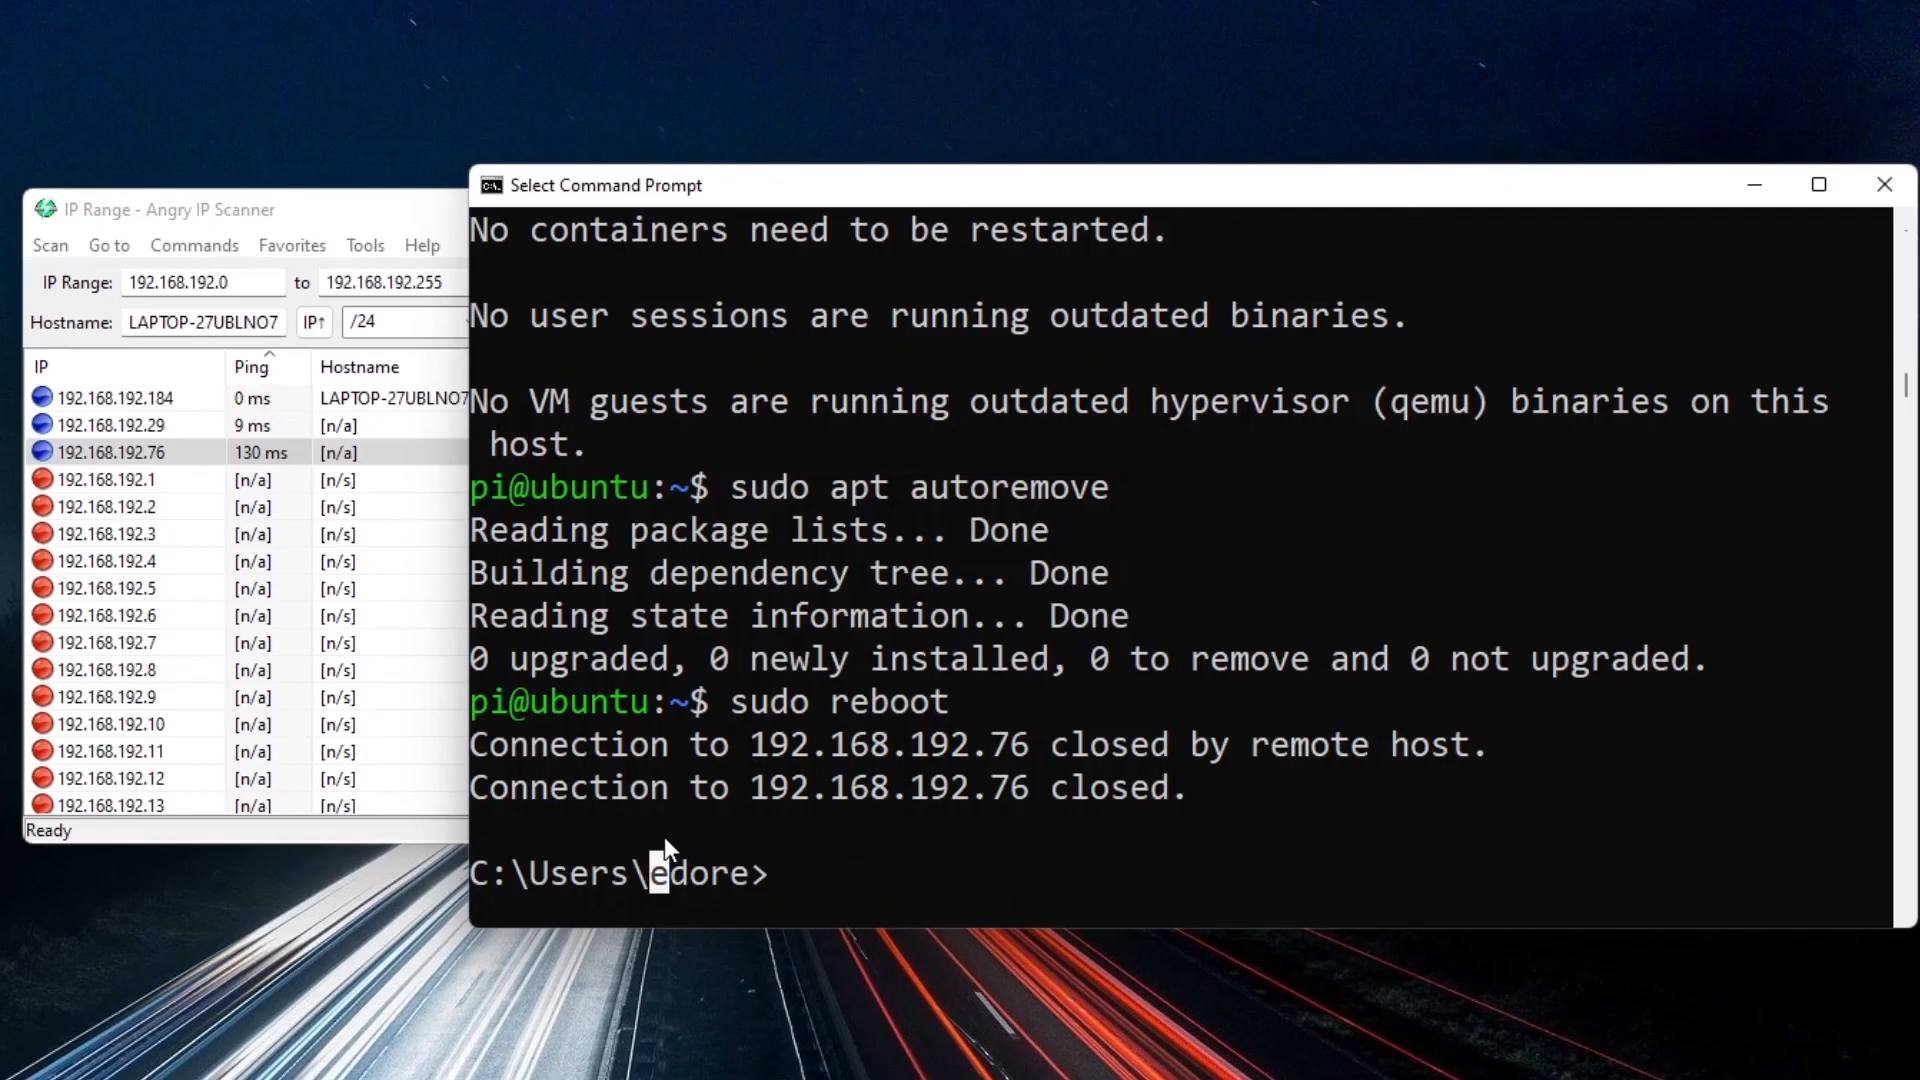 IP Range - Angry IP Scanner
Scan Go to Commands Favorites Tools Help
IP Range: 192.168.192.0 to 192.168.192.255
Hostname: LAPTOP-27UBLNO7 IP↑ /24
IP Ping Hostname
192.168.192.184 0 ms LAPTOP-27UBLNO7
192.168.192.29 9 ms [n/a]
192.168.192.76 130 ms [n/a]
192.168.192.1 [n/a] [n/s]
192.168.192.2 [n/a] [n/s]
192.168.192.3 [n/a] [n/s]
192.168.192.4 [n/a] [n/s]
192.168.192.5 [n/a] [n/s]
192.168.192.6 [n/a] [n/s]
192.168.192.7 [n/a] [n/s]
192.168.192.8 [n/a] [n/s]
192.168.192.9 [n/a] [n/s]
192.168.192.10 [n/a] [n/s]
192.168.192.11 [n/a] [n/s]
192.168.192.12 [n/a] [n/s]
192.168.192.13 [n/a] [n/s]
Ready
Select Command Prompt
No containers need to be restarted.
No user sessions are running outdated binaries.
No VM guests are running outdated hypervisor (qemu) binaries on this
host.
pi@ubuntu:~$ sudo apt autoremove
Reading package lists... Done
Building dependency tree... Done
Reading state information... Done
0 upgraded, 0 newly installed, 0 to remove and 0 not upgraded.
pi@ubuntu:~$ sudo reboot
Connection to 192.168.192.76 closed by remote host.
Connection to 192.168.192.76 closed.
C:\Users\edore>